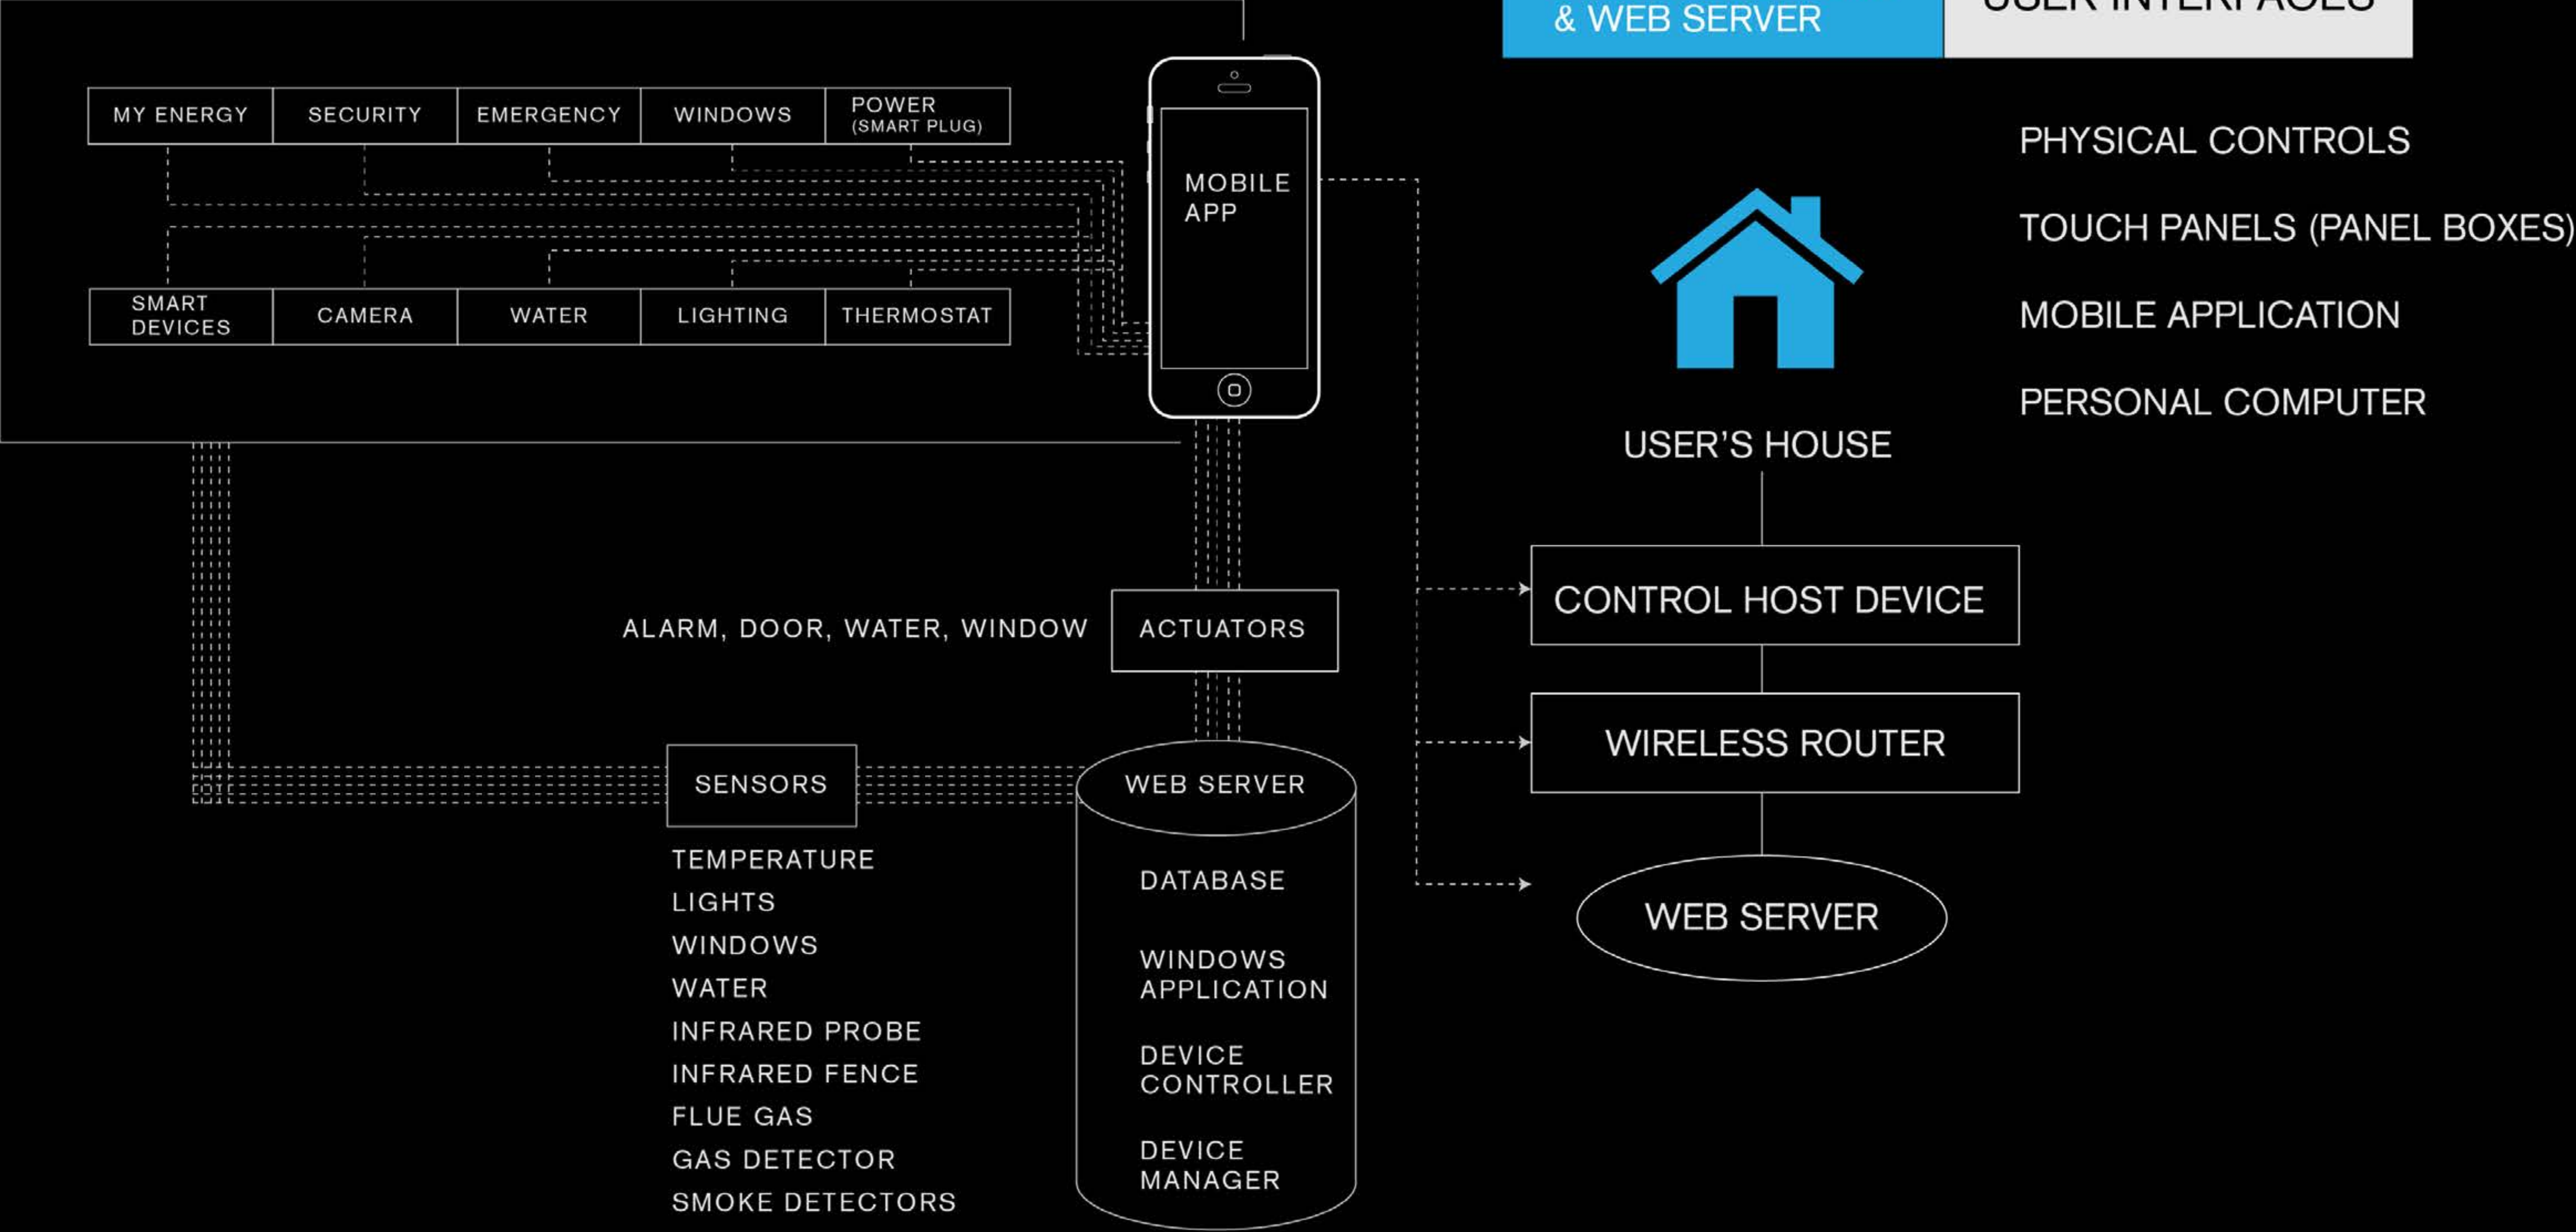 & WEB SERVER
USER INTERFACES
MY ENERGY
SECURITY
EMERGENCY
WINDOWS
POWER
(SMART PLUG)
SMART
DEVICES
CAMERA
WATER
LIGHTING
THERMOSTAT
MOBILE
APP
ALARM, DOOR, WATER, WINDOW
ACTUATORS
SENSORS
TEMPERATURE
LIGHTS
WINDOWS
WATER
INFRARED PROBE
INFRARED FENCE
FLUE GAS
GAS DETECTOR
SMOKE DETECTORS
WEB SERVER
DATABASE
WINDOWS
APPLICATION
DEVICE
CONTROLLER
DEVICE
MANAGER
USER’S HOUSE
CONTROL HOST DEVICE
WIRELESS ROUTER
WEB SERVER
PHYSICAL CONTROLS
TOUCH PANELS (PANEL BOXES)
MOBILE APPLICATION
PERSONAL COMPUTER